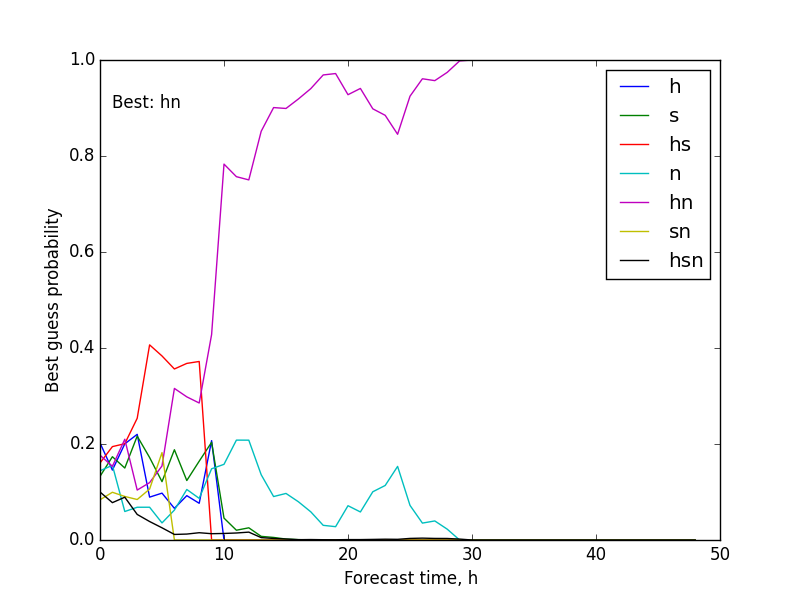 1.0
0.8
0.6
0.4
0.2
0.0
Best guess probability
Best: hn
h
s
hs
n
hn
sn
hsn
0 10 20 30 40 50
Forecast time, h